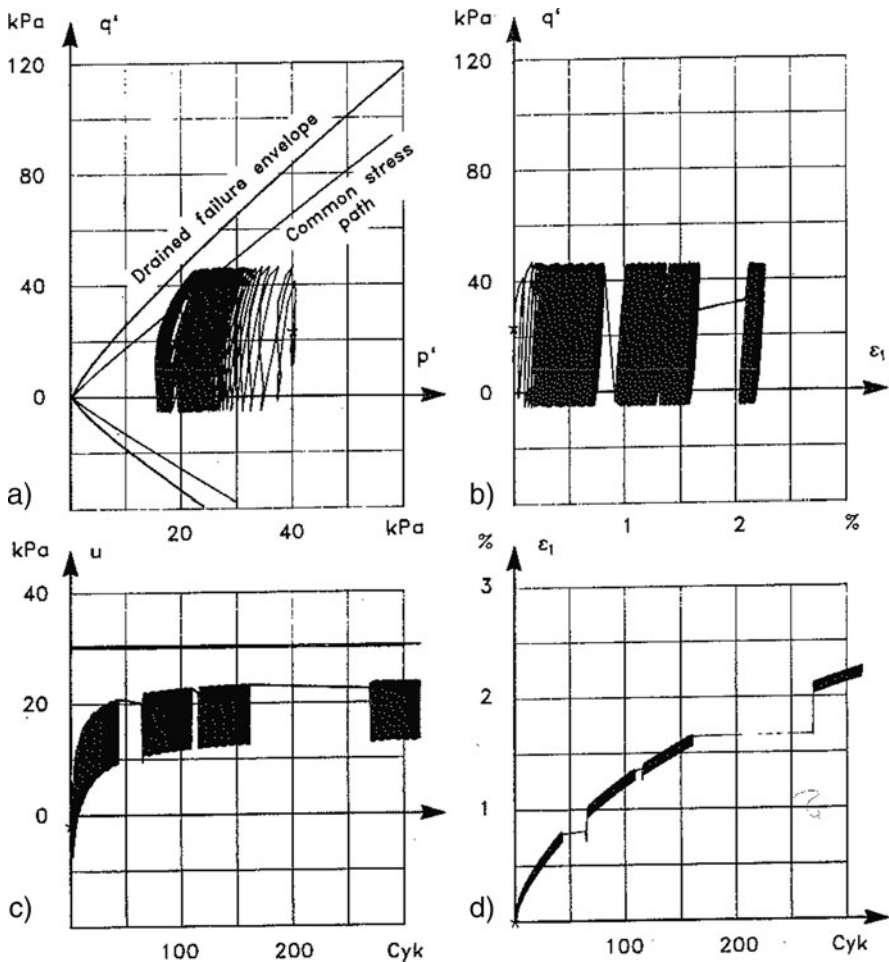 kPa q'
120
80
40
0
Drained failure envelope
Common stress
path
p'
20 40
kPa
a)
kPa q'
120
80
40
0
ε₁
1 2 %
b)
kPa u
40
20
0
100 200 Cyk
c)
% ε₁
3
2
1
100 200 Cyk
d)